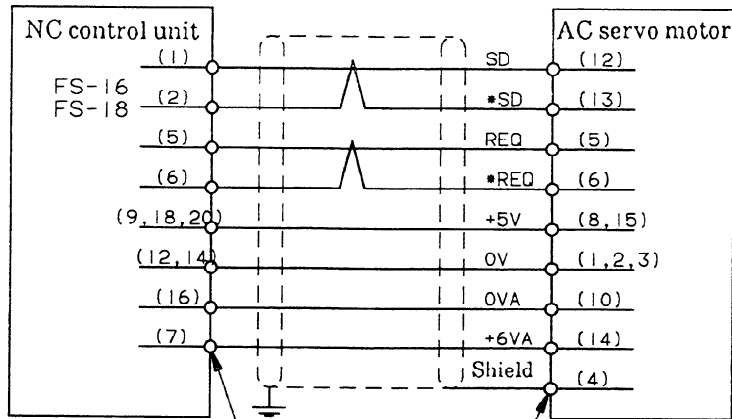 NC control unit
AC servo motor
(1) SD (12)
FS-16
(2) *SD (13)
FS-18
(5) REQ (5)
(6) *REQ (6)
(9,18,20) +5V (8,15)
(12,14) 0V (1,2,3)
(16) 0VA (10)
(7) +6VA (14)
Shield (4)